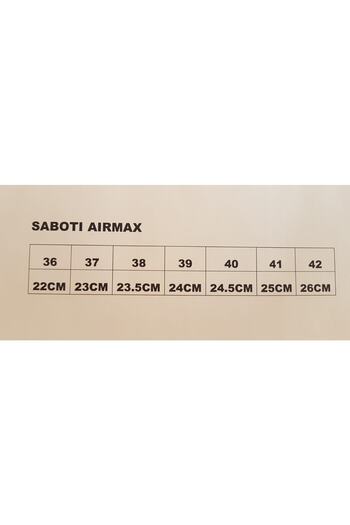 SABOTI AIRMAX
36 37 38 39 40 41 42
22CM 23CM 23.5CM 24CM 24.5CM 25CM 26CM